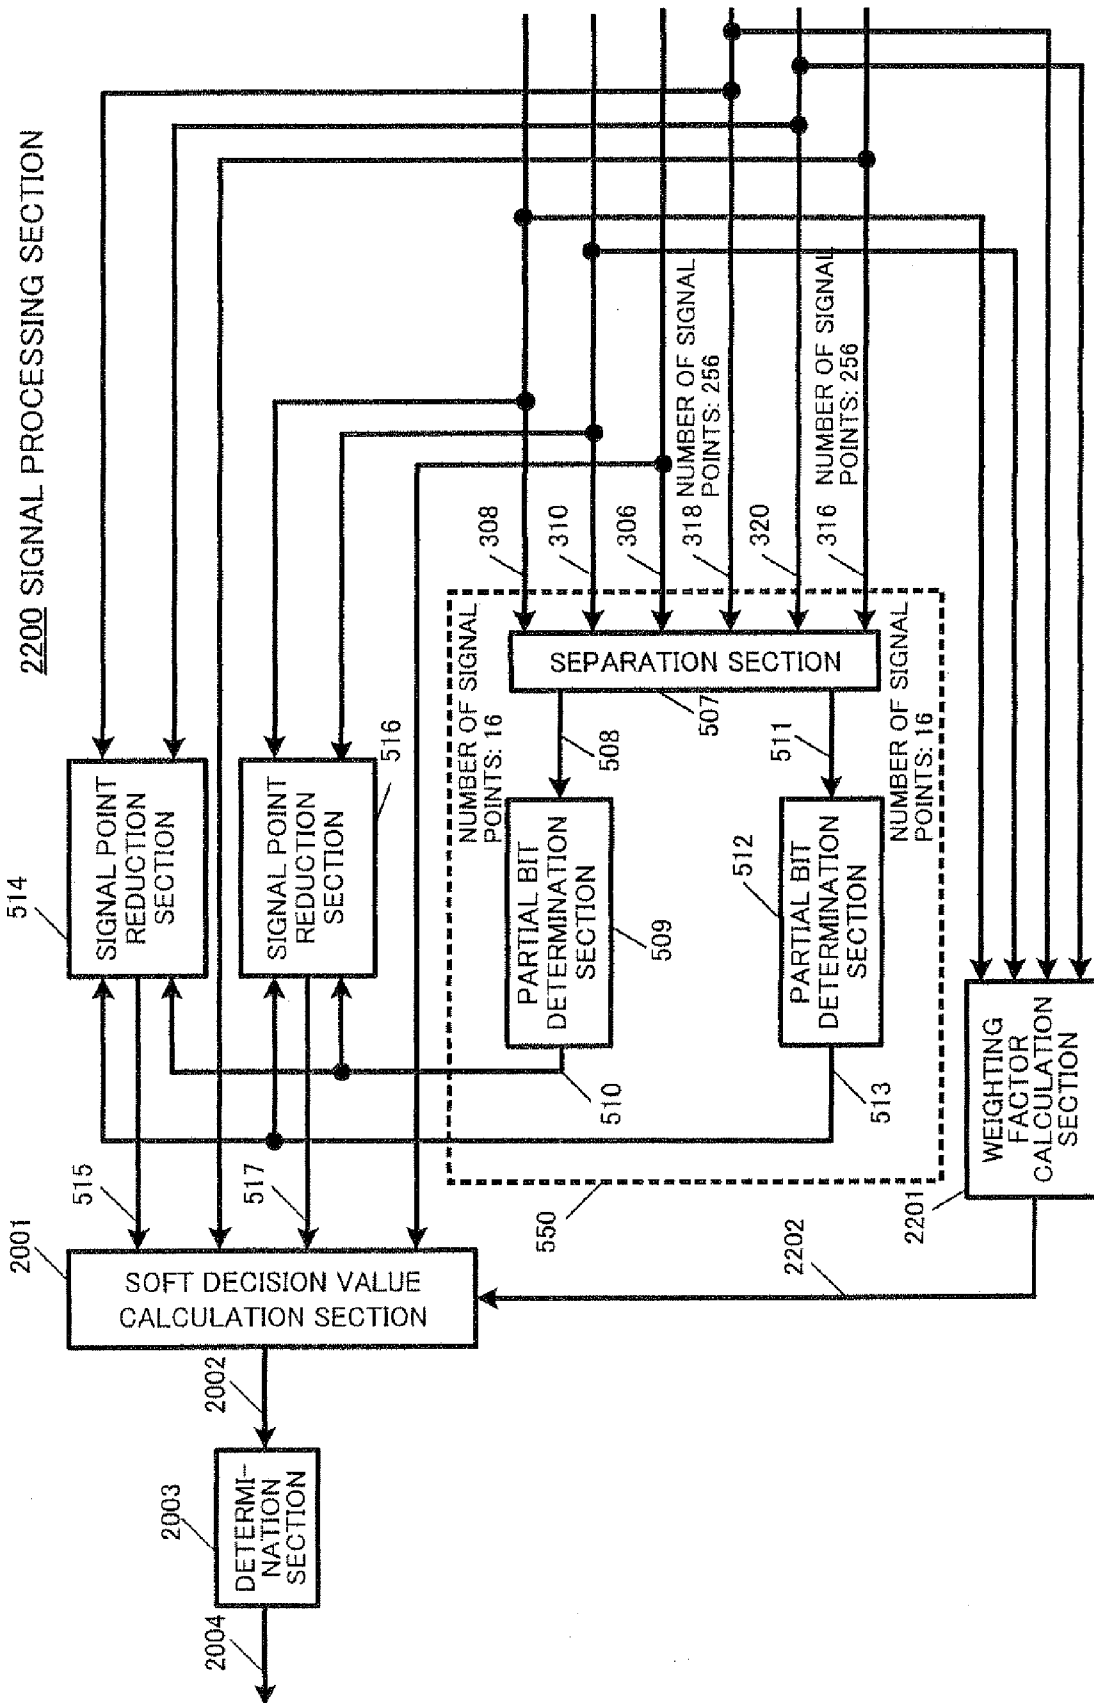 2200 SIGNAL PROCESSING SECTION
514
SIGNAL POINT
REDUCTION
SECTION
516
SIGNAL POINT
REDUCTION
SECTION
515
517
2001
SOFT DECISION VALUE
CALCULATION SECTION
2002
2003
DETERMI-
NATION
SECTION
2004
NUMBER OF SIGNAL
POINTS: 16
308
310
306
318
NUMBER OF SIGNAL
POINTS: 256
320
316
NUMBER OF SIGNAL
POINTS: 256
SEPARATION SECTION
507
508
511
PARTIAL BIT
DETERMINATION
SECTION
509
510
512
PARTIAL BIT
DETERMINATION
SECTION
513
NUMBER OF SIGNAL
POINTS: 16
550
2201
WEIGHTING
FACTOR
CALCULATION
SECTION
2202